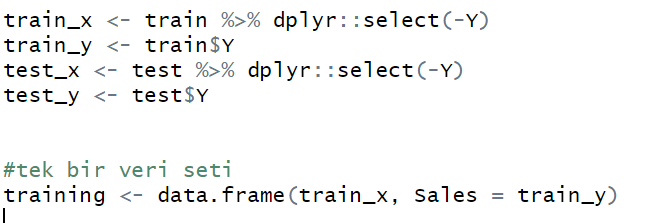 train_x <- train %>% dplyr::select(-Y)
train_y <- train$Y
test_x <- test %>% dplyr::select(-Y)
test_y <- test$Y
#tek bir veri seti
training <- data.frame(train_x, Sales = train_y)